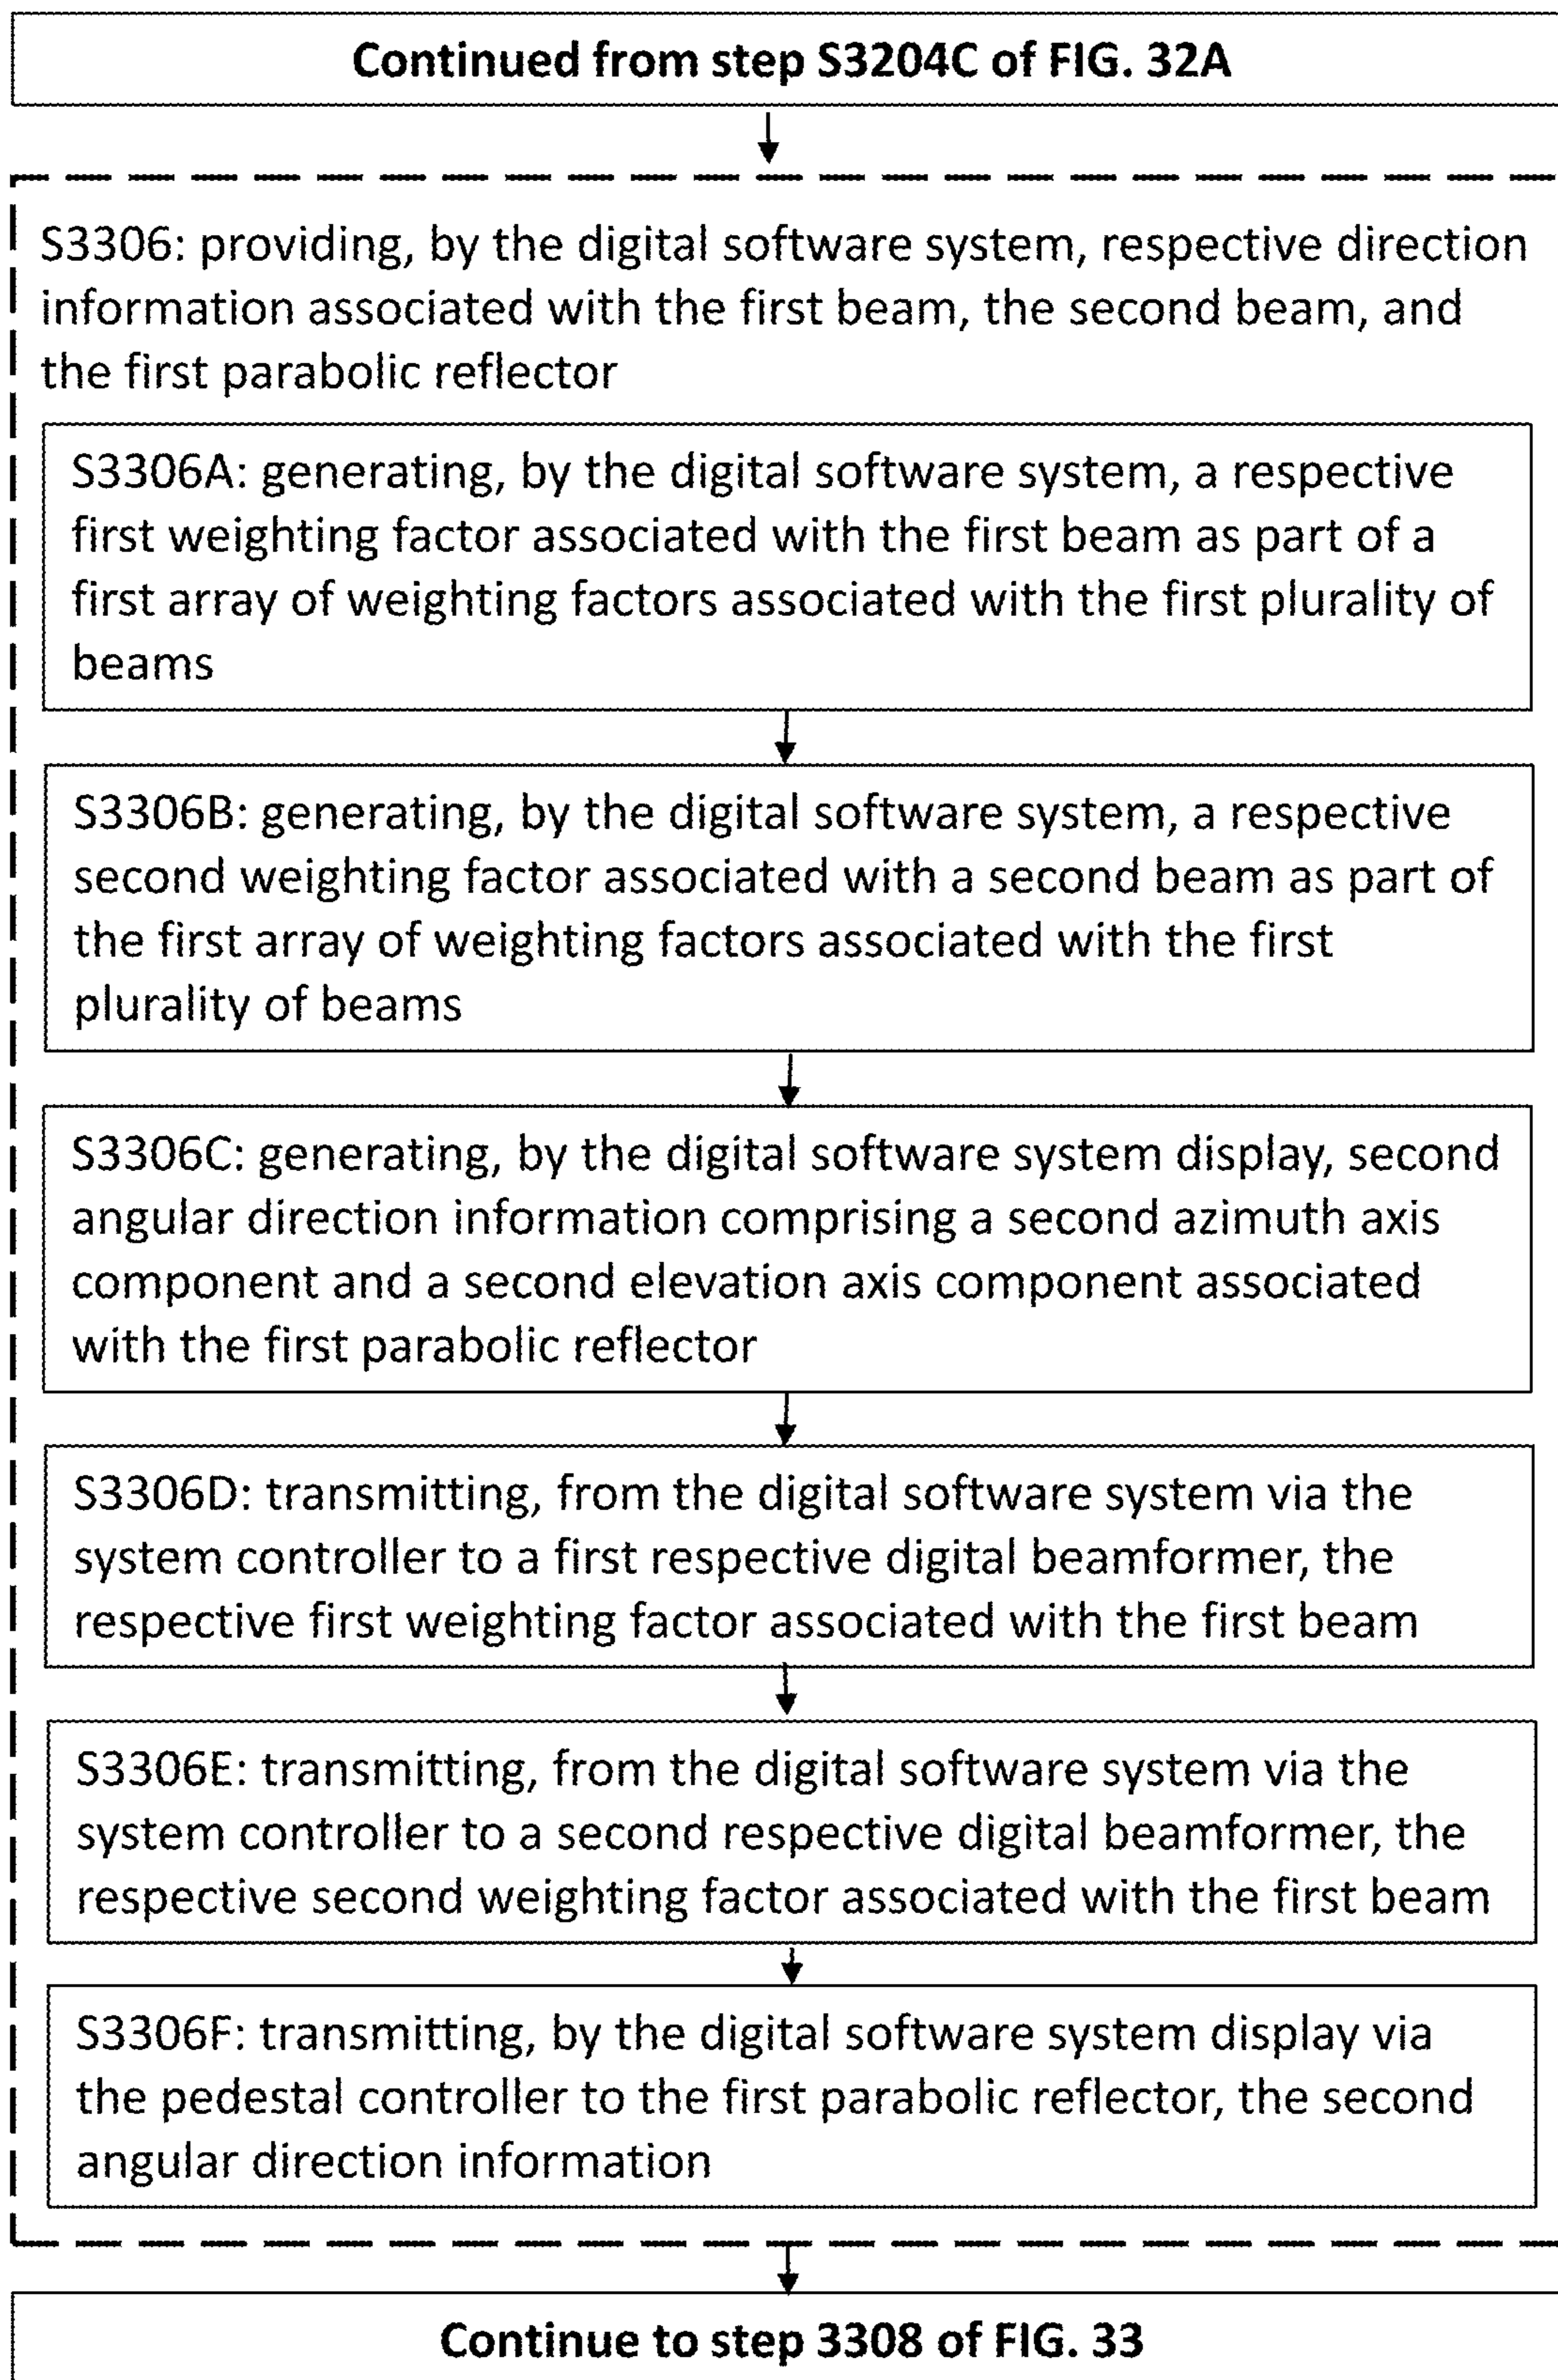 Continued from step S3204C of FIG. 32A
S3306: providing, by the digital software system, respective direction
information associated with the first beam, the second beam, and
the first parabolic reflector
S3306A: generating, by the digital software system, a respective
first weighting factor associated with the first beam as part of a
first array of weighting factors associated with the first plurality of
beams
S3306B: generating, by the digital software system, a respective
second weighting factor associated with a second beam as part of
the first array of weighting factors associated with the first
plurality of beams
S3306C: generating, by the digital software system display, second
angular direction information comprising a second azimuth axis
component and a second elevation axis component associated
with the first parabolic reflector
S3306D: transmitting, from the digital software system via the
system controller to a first respective digital beamformer, the
respective first weighting factor associated with the first beam
S3306E: transmitting, from the digital software system via the
system controller to a second respective digital beamformer, the
respective second weighting factor associated with the first beam
S3306F: transmitting, by the digital software system display via
the pedestal controller to the first parabolic reflector, the second
angular direction information
Continue to step 3308 of FIG. 33